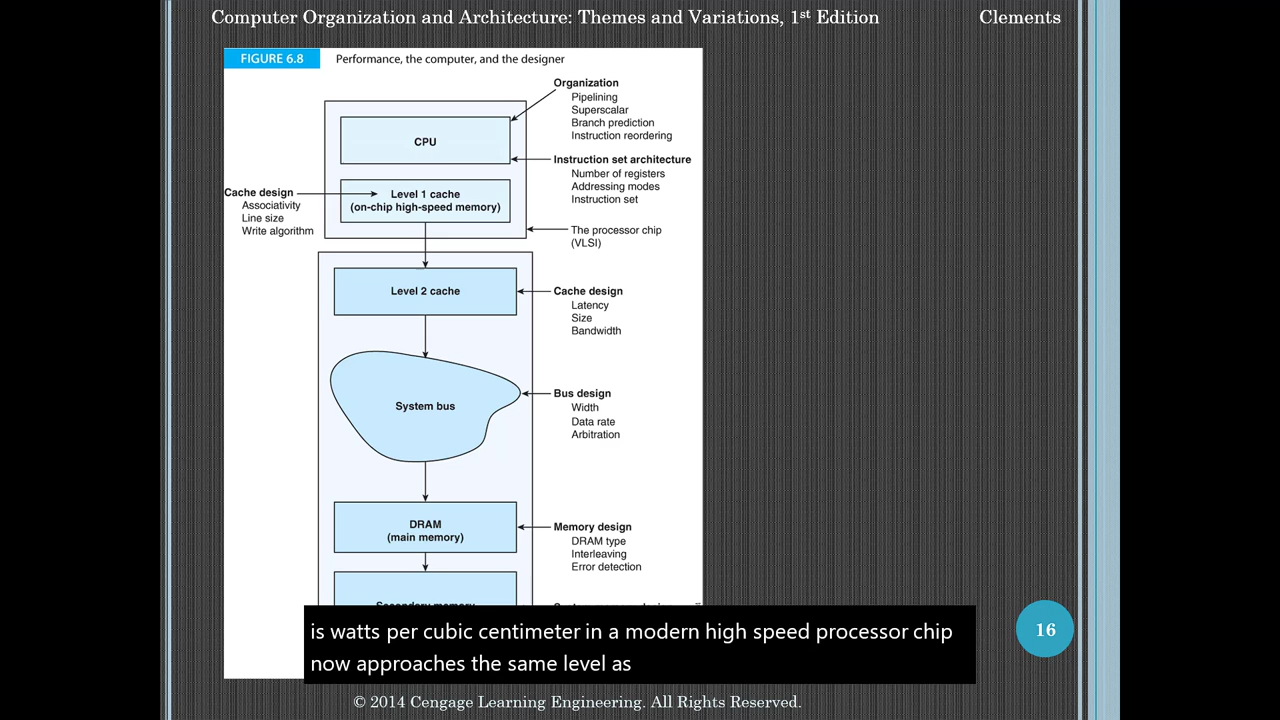 Computer Organization and Architecture: Themes and Variations, 1st Edition Clements
FIGURE 6.8 Performance, the computer, and the designer
Organization
Pipelining
Superscalar
Branch prediction
Instruction reordering
CPU
Instruction set architecture
Number of registers
Addressing modes
Instruction set
Cache design
Associativity
Line size
Write algorithm
Level 1 cache
(on-chip high-speed memory)
The processor chip
(VLSI)
Level 2 cache
Cache design
Latency
Size
Bandwidth
System bus
Bus design
Width
Data rate
Arbitration
DRAM
(main memory)
Memory design
DRAM type
Interleaving
Error detection
Secondary memory
is watts per cubic centimeter in a modern high speed processor chip
now approaches the same level as
16
© 2014 Cengage Learning Engineering. All Rights Reserved.